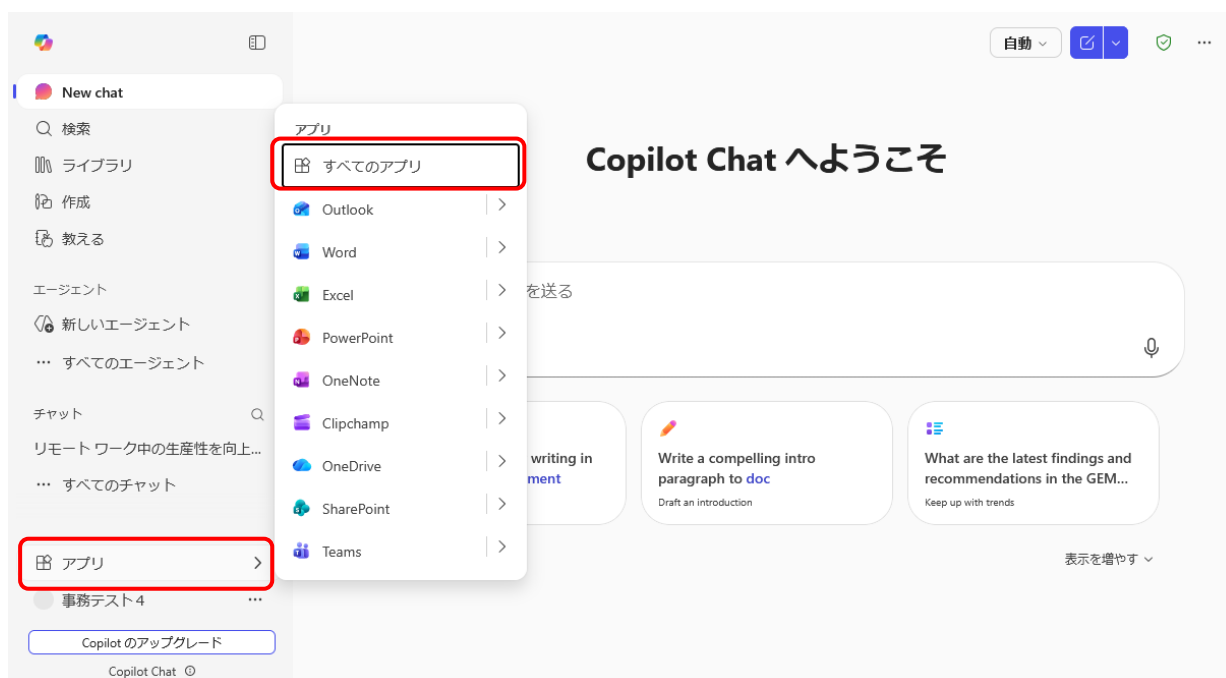 自動
New chat
検索
ライブラリ
作成
教える
エージェント
新しいエージェント
すべてのエージェント
チャット
リモート ワーク中の生産性を向上...
すべてのチャット
アプリ
事務テスト4
Copilot のアップグレード
Copilot Chat
アプリ
すべてのアプリ
Outlook
Word
Excel
PowerPoint
OneNote
Clipchamp
OneDrive
SharePoint
Teams
Copilot Chat へようこそ
を送る
writing in
ment
Write a compelling intro
paragraph to doc
Draft an introduction
What are the latest findings and
recommendations in the GEM...
Keep up with trends
表示を増やす